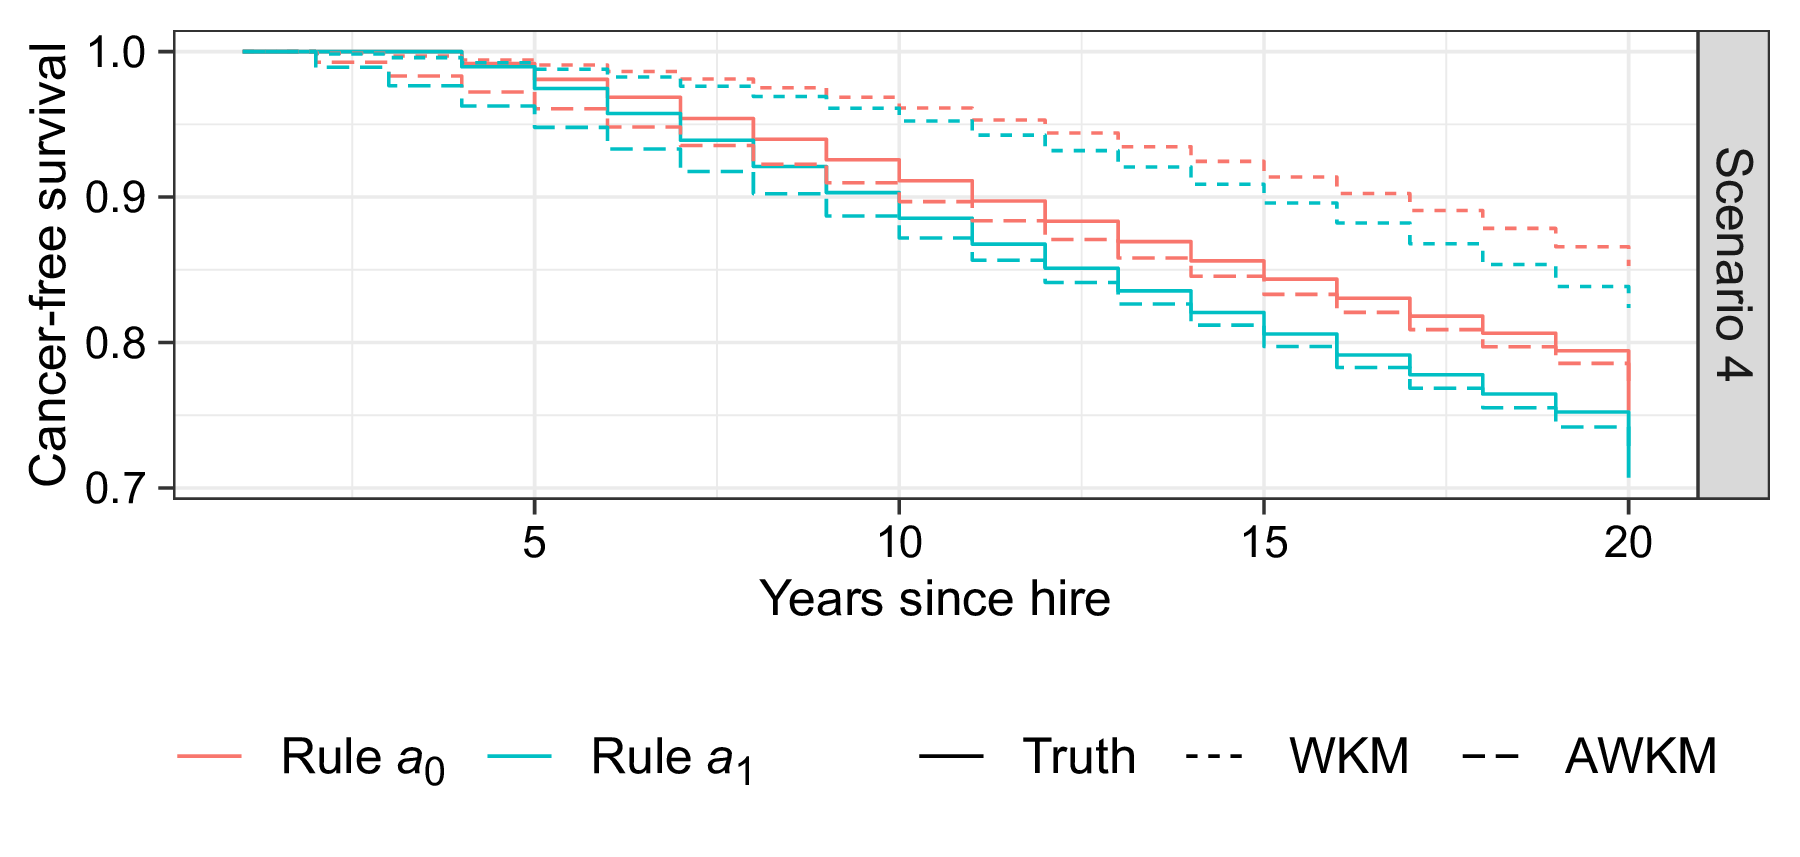 Cancer-free survival
1.0
0.9
0.8
0.7
Scenario 4
5 10 15 20
Years since hire
Rule a0 Rule a1 Truth WKM AWKM